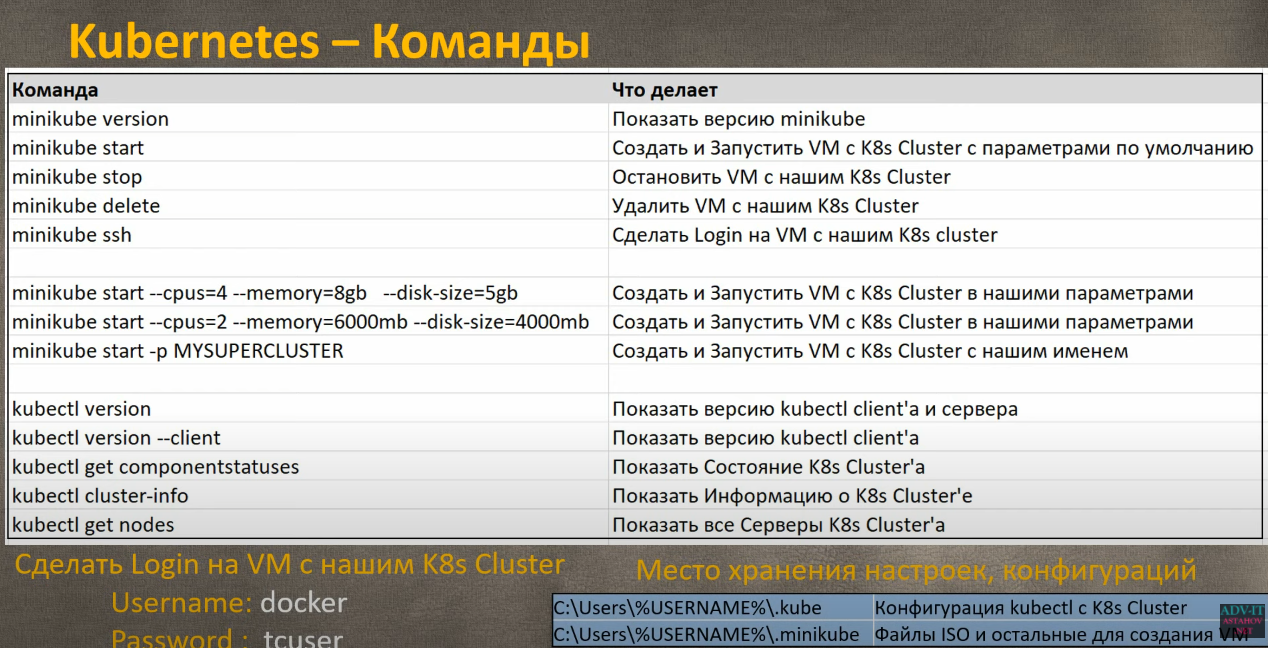 Kubernetes – Команды
Команда Что делает
minikube version Показать версию minikube
minikube start Создать и Запустить VM с K8s Cluster с параметрами по умолчанию
minikube stop Остановить VM с нашим K8s Cluster
minikube delete Удалить VM с нашим K8s Cluster
minikube ssh Сделать Login на VM с нашим K8s cluster
minikube start --cpus=4 --memory=8gb --disk-size=5gb Создать и Запустить VM с K8s Cluster в нашими параметрами
minikube start --cpus=2 --memory=6000mb --disk-size=4000mb Создать и Запустить VM с K8s Cluster в нашими параметрами
minikube start -p MYSUPERCLUSTER Создать и Запустить VM с K8s Cluster с нашим именем
kubectl version Показать версию kubectl client'а и сервера
kubectl version --client Показать версию kubectl client'а
kubectl get componentstatuses Показать Состояние K8s Cluster'а
kubectl cluster-info Показать Информацию о K8s Cluster'е
kubectl get nodes Показать все Серверы K8s Cluster'а
Сделать Login на VM с нашим K8s Cluster
Username: docker
Password : tcuser
Место хранения настроек, конфигураций
C:\Users\%USERNAME%\.kube Конфигурация kubectl с K8s Cluster
C:\Users\%USERNAME%\.minikube Файлы ISO и остальные для создания VM
ADV-IT
ASTAHOV